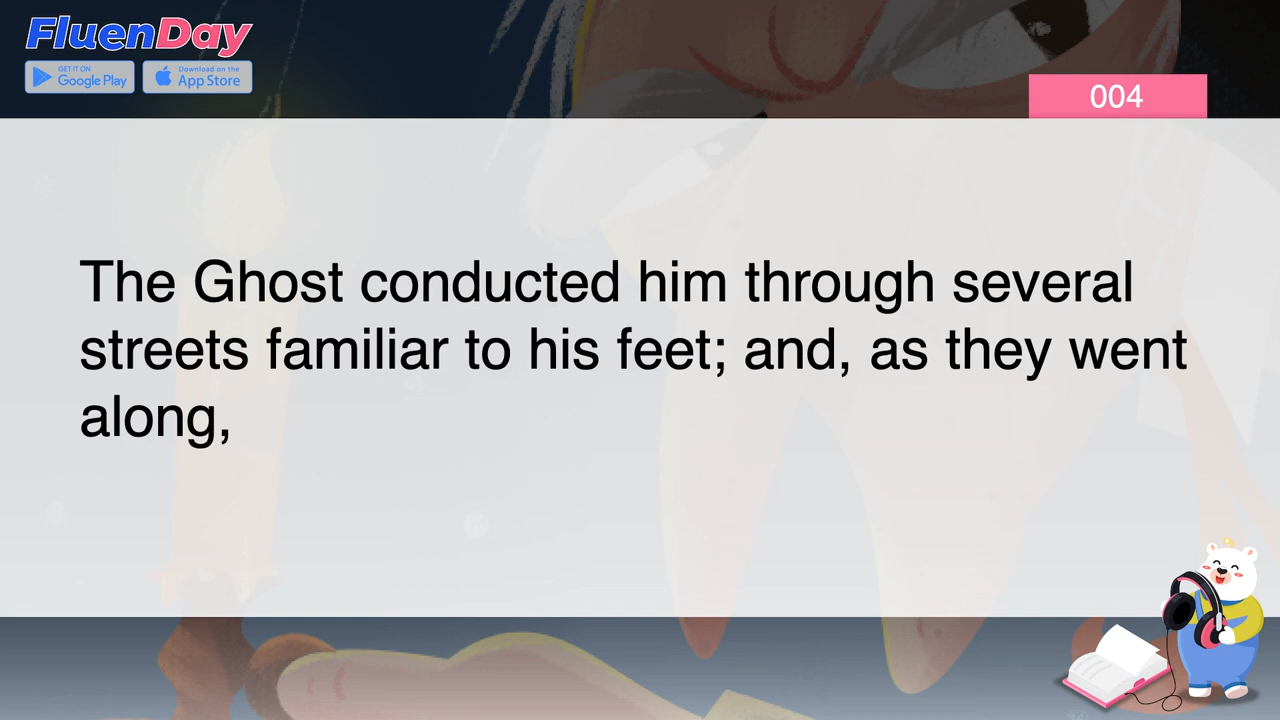 FluenDay
GET IT ON
Google Play
Download on the
App Store
004
The Ghost conducted him through several
streets familiar to his feet; and, as they went
along,